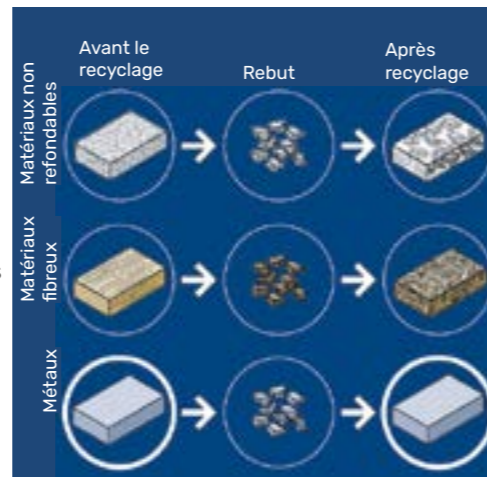 Avant le
recyclage
Rebut
Après
recyclage
Matériaux non
refondables
Matériaux
fibreux
Métaux